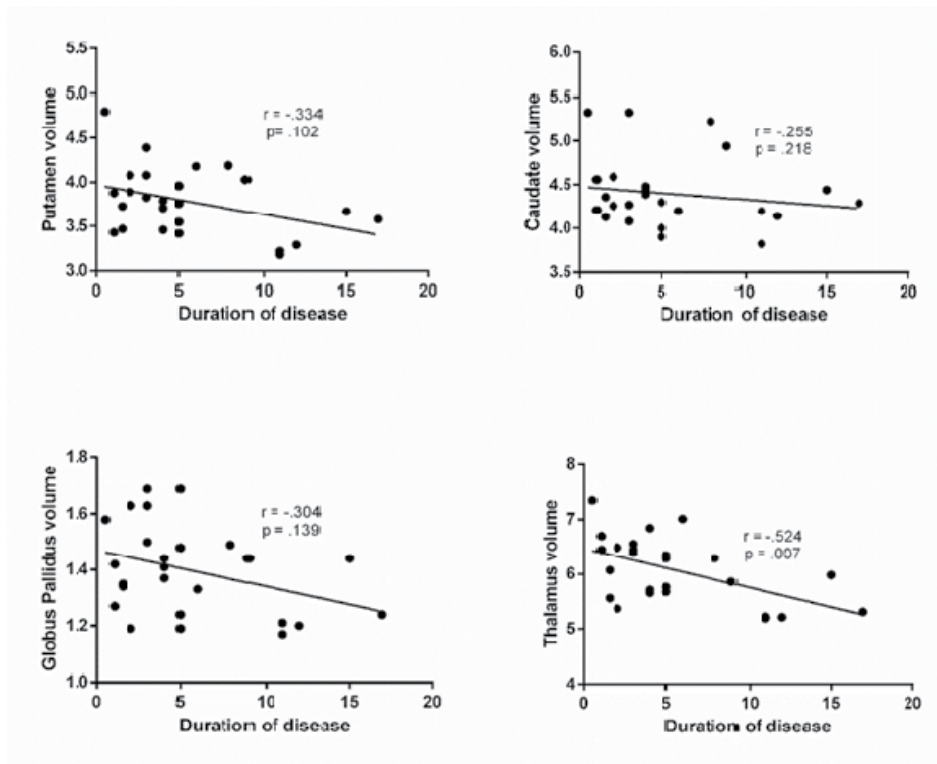 5.5
5.0
4.5
4.0
3.5
3.0
Putamen volume
r = -.334
p= .102
0 5 10 15 20
Duration of disease
6.0
5.5
5.0
4.5
4.0
3.5
Caudate volume
r = -.255
p = .218
0 5 10 15 20
Duration of disease
1.8
1.6
1.4
1.2
1.0
Globus Pallidus volume
r = -.304
p = .139
0 5 10 15 20
Duration of disease
8
7
6
5
4
Thalamus volume
r = -.524
p = .007
0 5 10 15 20
Duration of disease